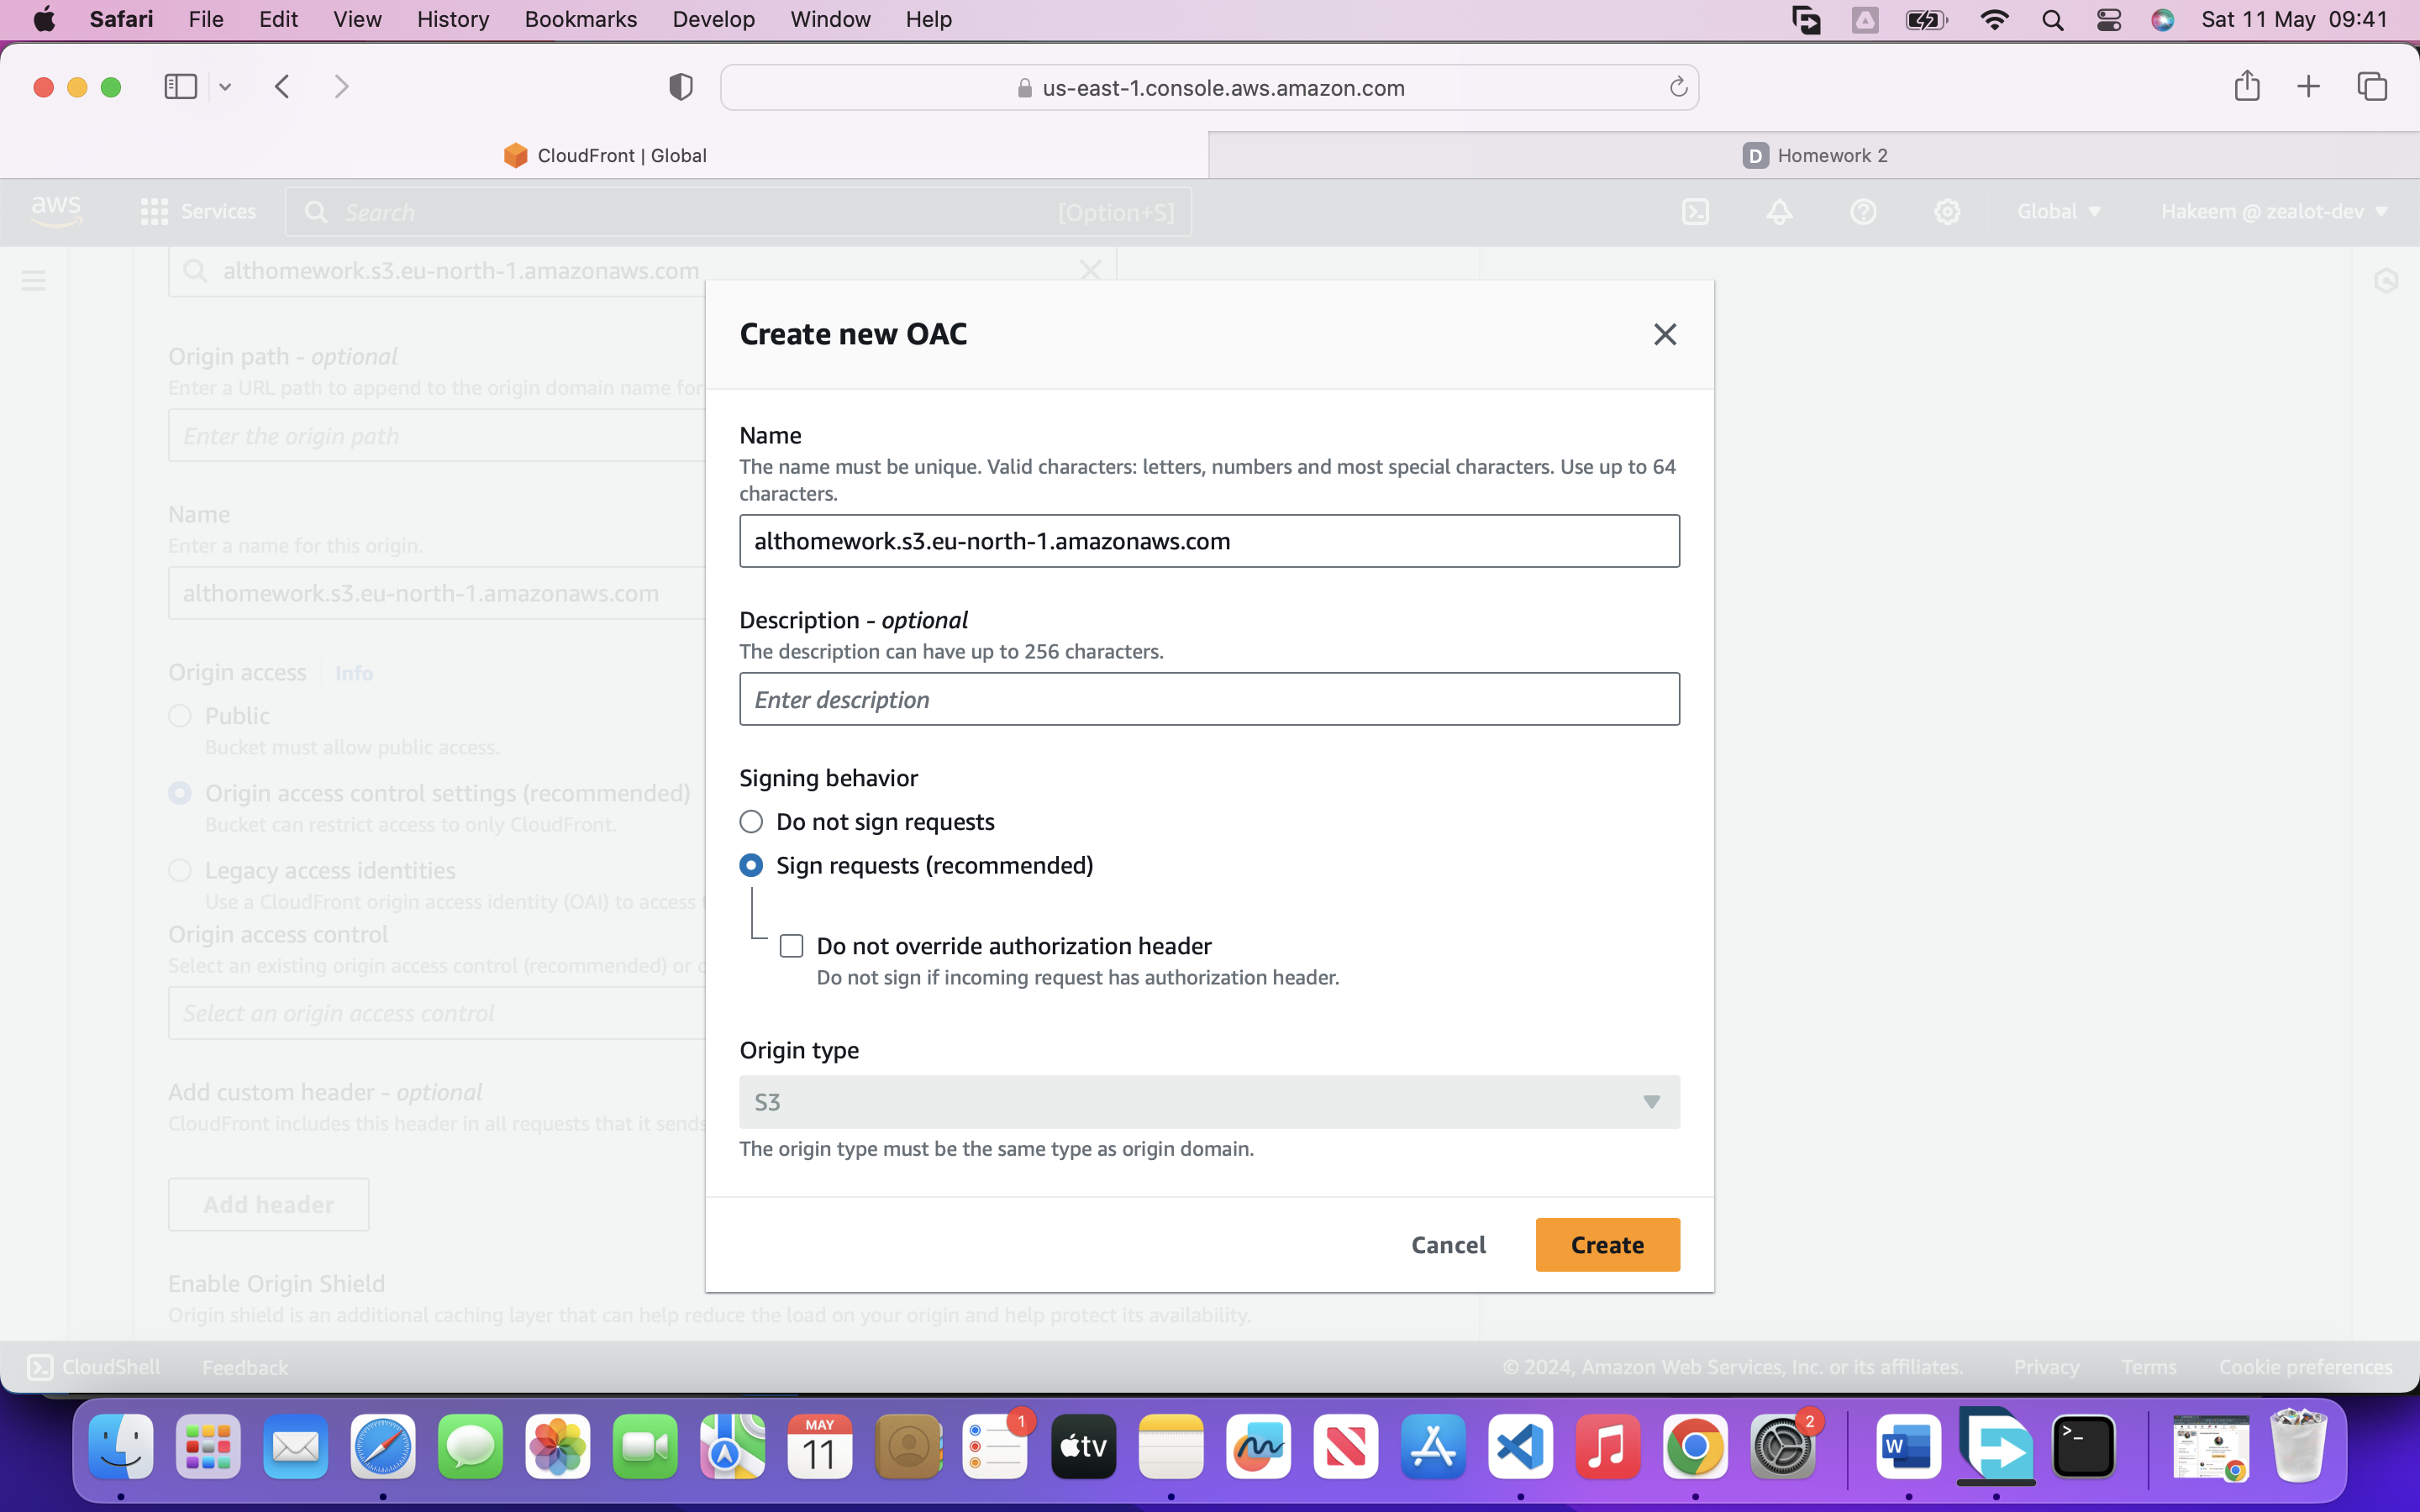 Safari File Edit View History Bookmarks Develop Window Help Sat 11 May 09:41
us-east-1.console.aws.amazon.com
CloudFront | Global
D Homework 2
aws Services Search [Option+S] Global Hakeem @ zealot-dev
althomework.s3.eu-north-1.amazonaws.com
Origin path - optional
Enter a URL path to append to the origin domain name for
Enter the origin path
Name
Enter a name for this origin.
althomework.s3.eu-north-1.amazonaws.com
Origin access Info
Public
Bucket must allow public access.
Origin access control settings (recommended)
Bucket can restrict access to only CloudFront.
Legacy access identities
Use a CloudFront origin access identity (OAI) to access
Origin access control
Select an existing origin access control (recommended) or
Select an origin access control
Add custom header - optional
CloudFront includes this header in all requests that it sends
Add header
Enable Origin Shield
Origin shield is an additional caching layer that can help reduce the load on your origin and help protect its availability.
Create new OAC
Name
The name must be unique. Valid characters: letters, numbers and most special characters. Use up to 64
characters.
althomework.s3.eu-north-1.amazonaws.com
Description - optional
The description can have up to 256 characters.
Enter description
Signing behavior
Do not sign requests
Sign requests (recommended)
Do not override authorization header
Do not sign if incoming request has authorization header.
Origin type
S3
The origin type must be the same type as origin domain.
Cancel Create
CloudShell Feedback © 2024, Amazon Web Services, Inc. or its affiliates. Privacy Terms Cookie preferences
MAY
11
1
tv
2
W
>_